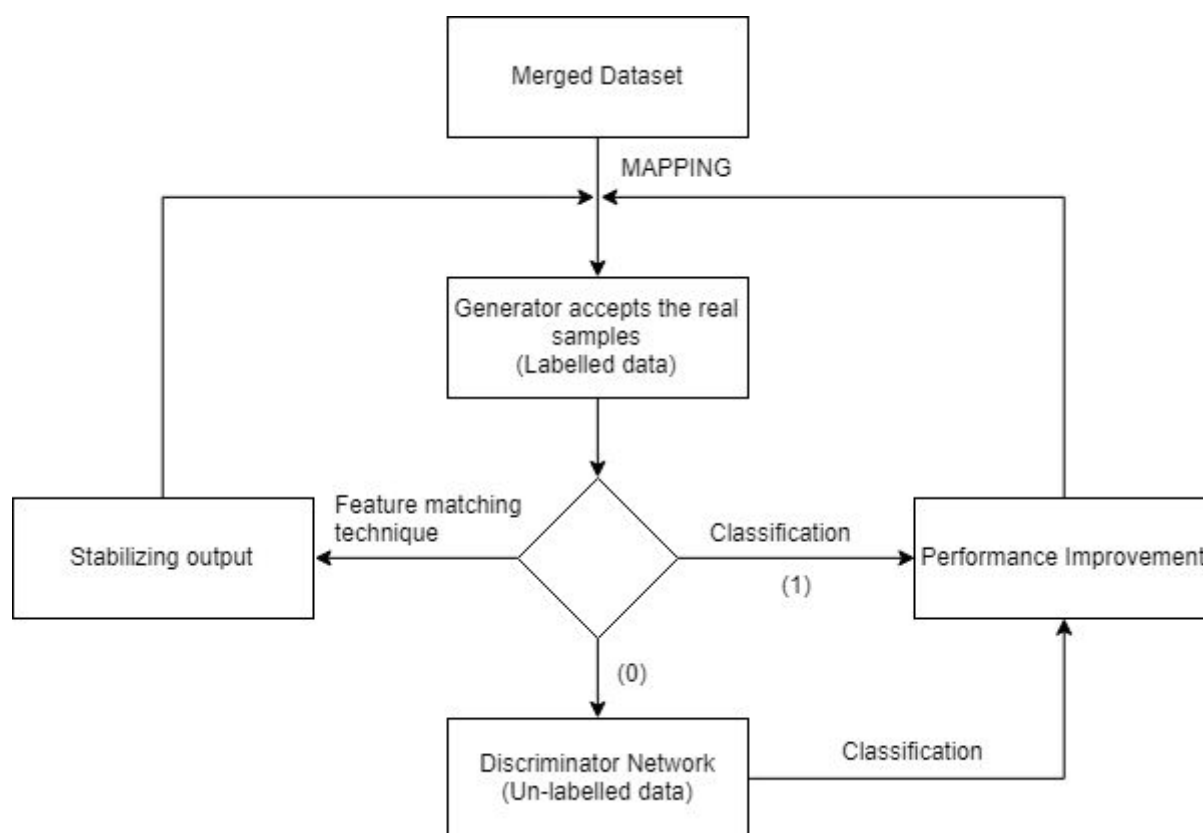 Merged Dataset
MAPPING
Generator accepts the real
samples
(Labelled data)
Feature matching
technique
Classification
Stabilizing output
Performance Improvement
(1)
(0)
Discriminator Network
(Un-labelled data)
Classification